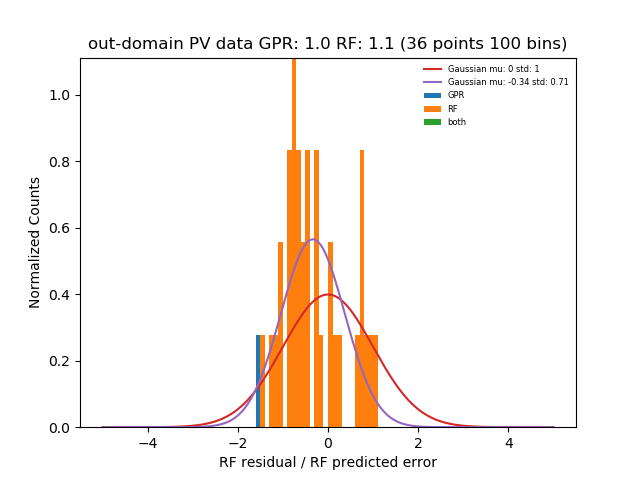 out-domain PV data GPR: 1.0 RF: 1.1 (36 points 100 bins)
Gaussian mu: 0 std: 1
Gaussian mu: -0.34 std: 0.71
GPR
RF
both
Normalized Counts
1.0
0.8
0.6
0.4
0.2
0.0
−4
−2
0
2
4
RF residual / RF predicted error